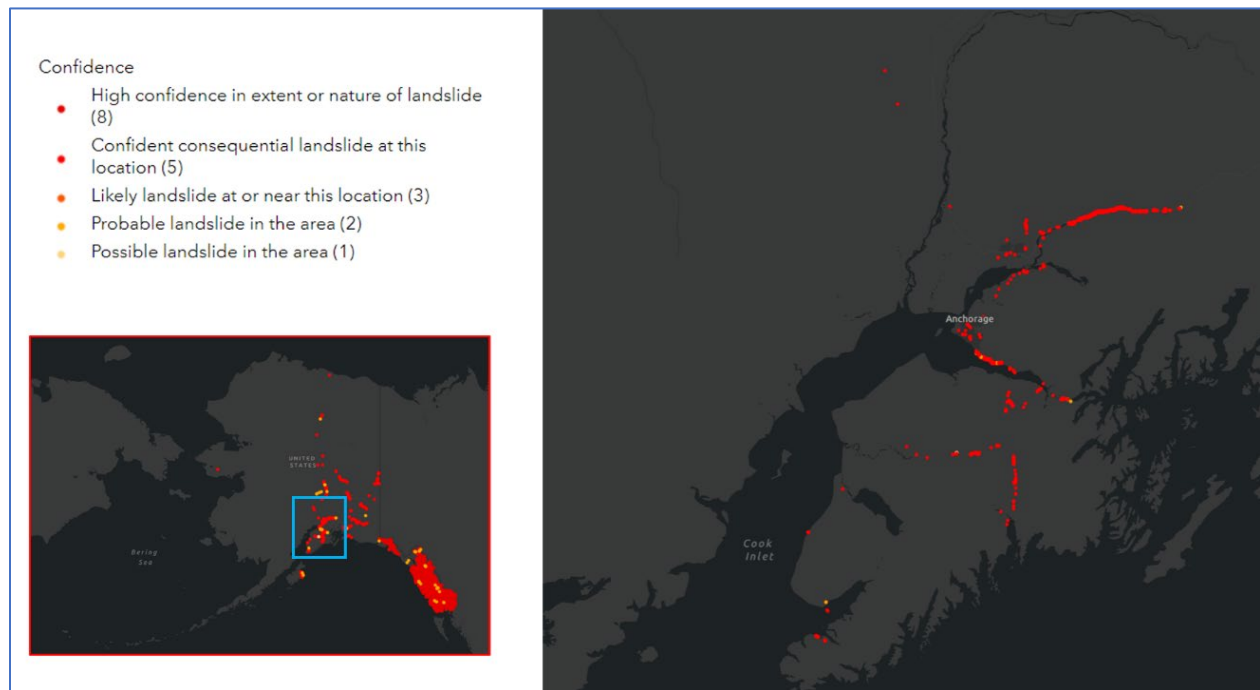 Confidence
High confidence in extent or nature of landslide
(8)
Confident consequential landslide at this
location (5)
Likely landslide at or near this location (3)
Probable landslide in the area (2)
Possible landslide in the area (1)
UNITED
STATES
Bering
Sea
Anchorage
Cook
Inlet